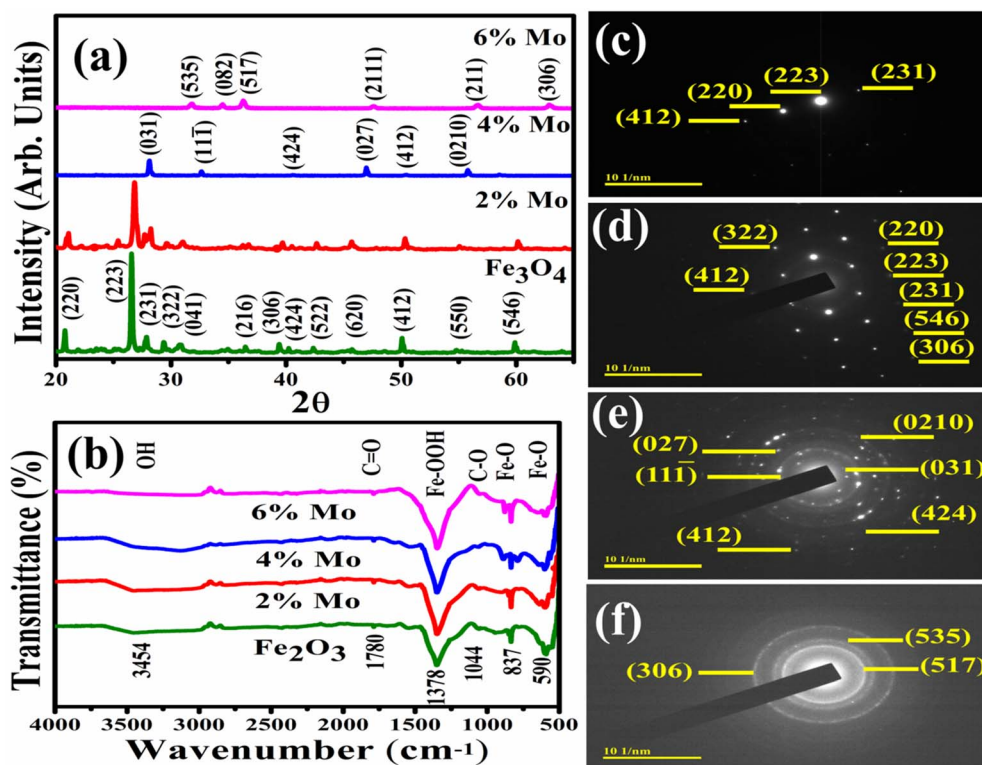 (a)
Intensity (Arb. Units)
6% Mo
(535)
(082)
(517)
(2111)
(211)
(306)
4% Mo
(031)
(111̅)
(424)
(027)
(412)
(0210)
2% Mo
Fe₃O₄
(220)
(223)
(231)
(322)
(041)
(216)
(306)
(424)
(522)
(620)
(412)
(550)
(546)
20 30 40 50 60
2θ
(b)
Transmittance (%)
OH
C=O
Fe-OOH
C-O
Fe-O
Fe-O
6% Mo
4% Mo
2% Mo
Fe₂O₃
3454
1780
1378
1044
837
590
4000 3500 3000 2500 2000 1500 1000 500
Wavenumber (cm-1)
(c)
(223)
(231)
(220)
(412)
10 1/nm
(d)
(322)
(220)
(412)
(223)
(231)
(546)
(306)
10 1/nm
(e)
(0210)
(027)
(031)
(111̅)
(424)
(412)
10 1/nm
(f)
(535)
(306)
(517)
10 1/nm